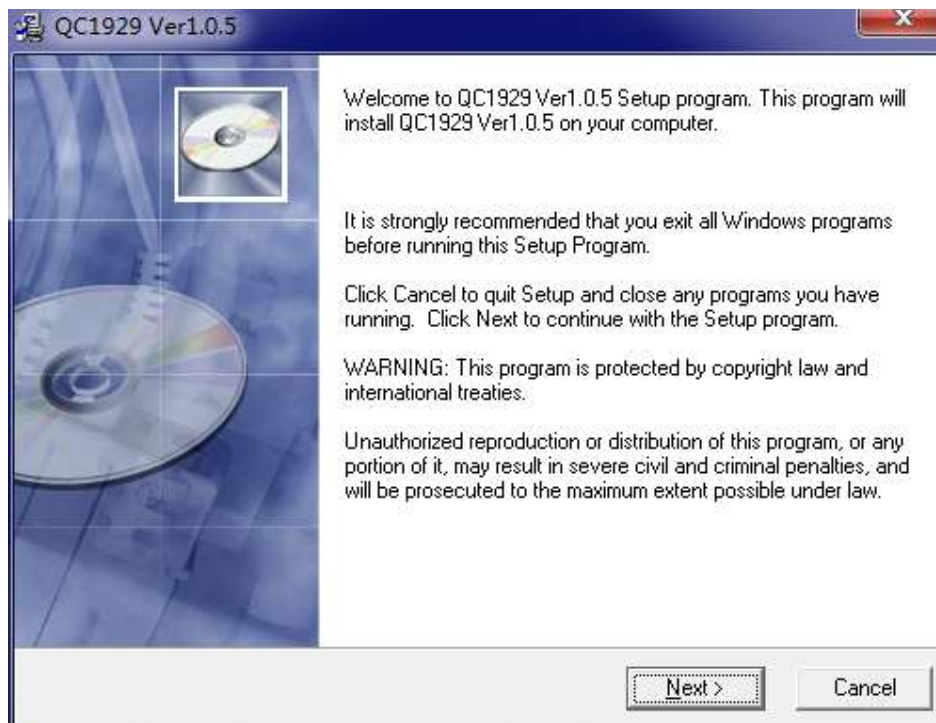 QC1929 Ver1.0.5
Welcome to QC1929 Ver1.0.5 Setup program. This program will
install QC1929 Ver1.0.5 on your computer.
It is strongly recommended that you exit all Windows programs
before running this Setup Program.
Click Cancel to quit Setup and close any programs you have
running.  Click Next to continue with the Setup program.
WARNING: This program is protected by copyright law and
international treaties.
Unauthorized reproduction or distribution of this program, or any
portion of it, may result in severe civil and criminal penalties, and
will be prosecuted to the maximum extent possible under law.
Next >
Cancel